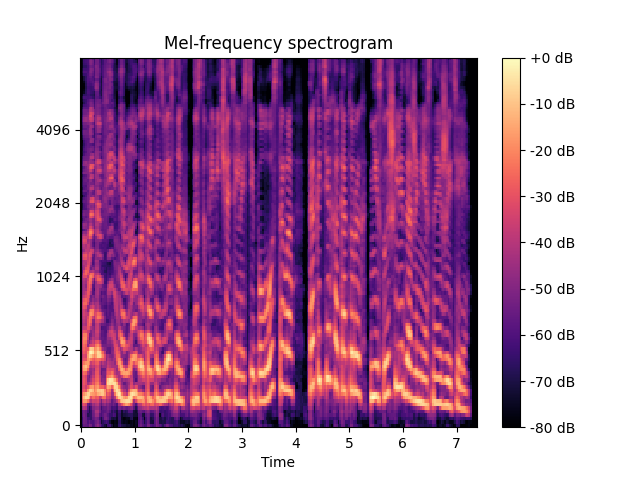 Mel-frequency spectrogram
+0 dB
-10 dB
-20 dB
-30 dB
-40 dB
-50 dB
-60 dB
-70 dB
-80 dB
4096
2048
1024
512
0
Hz
0 1 2 3 4 5 6 7
Time